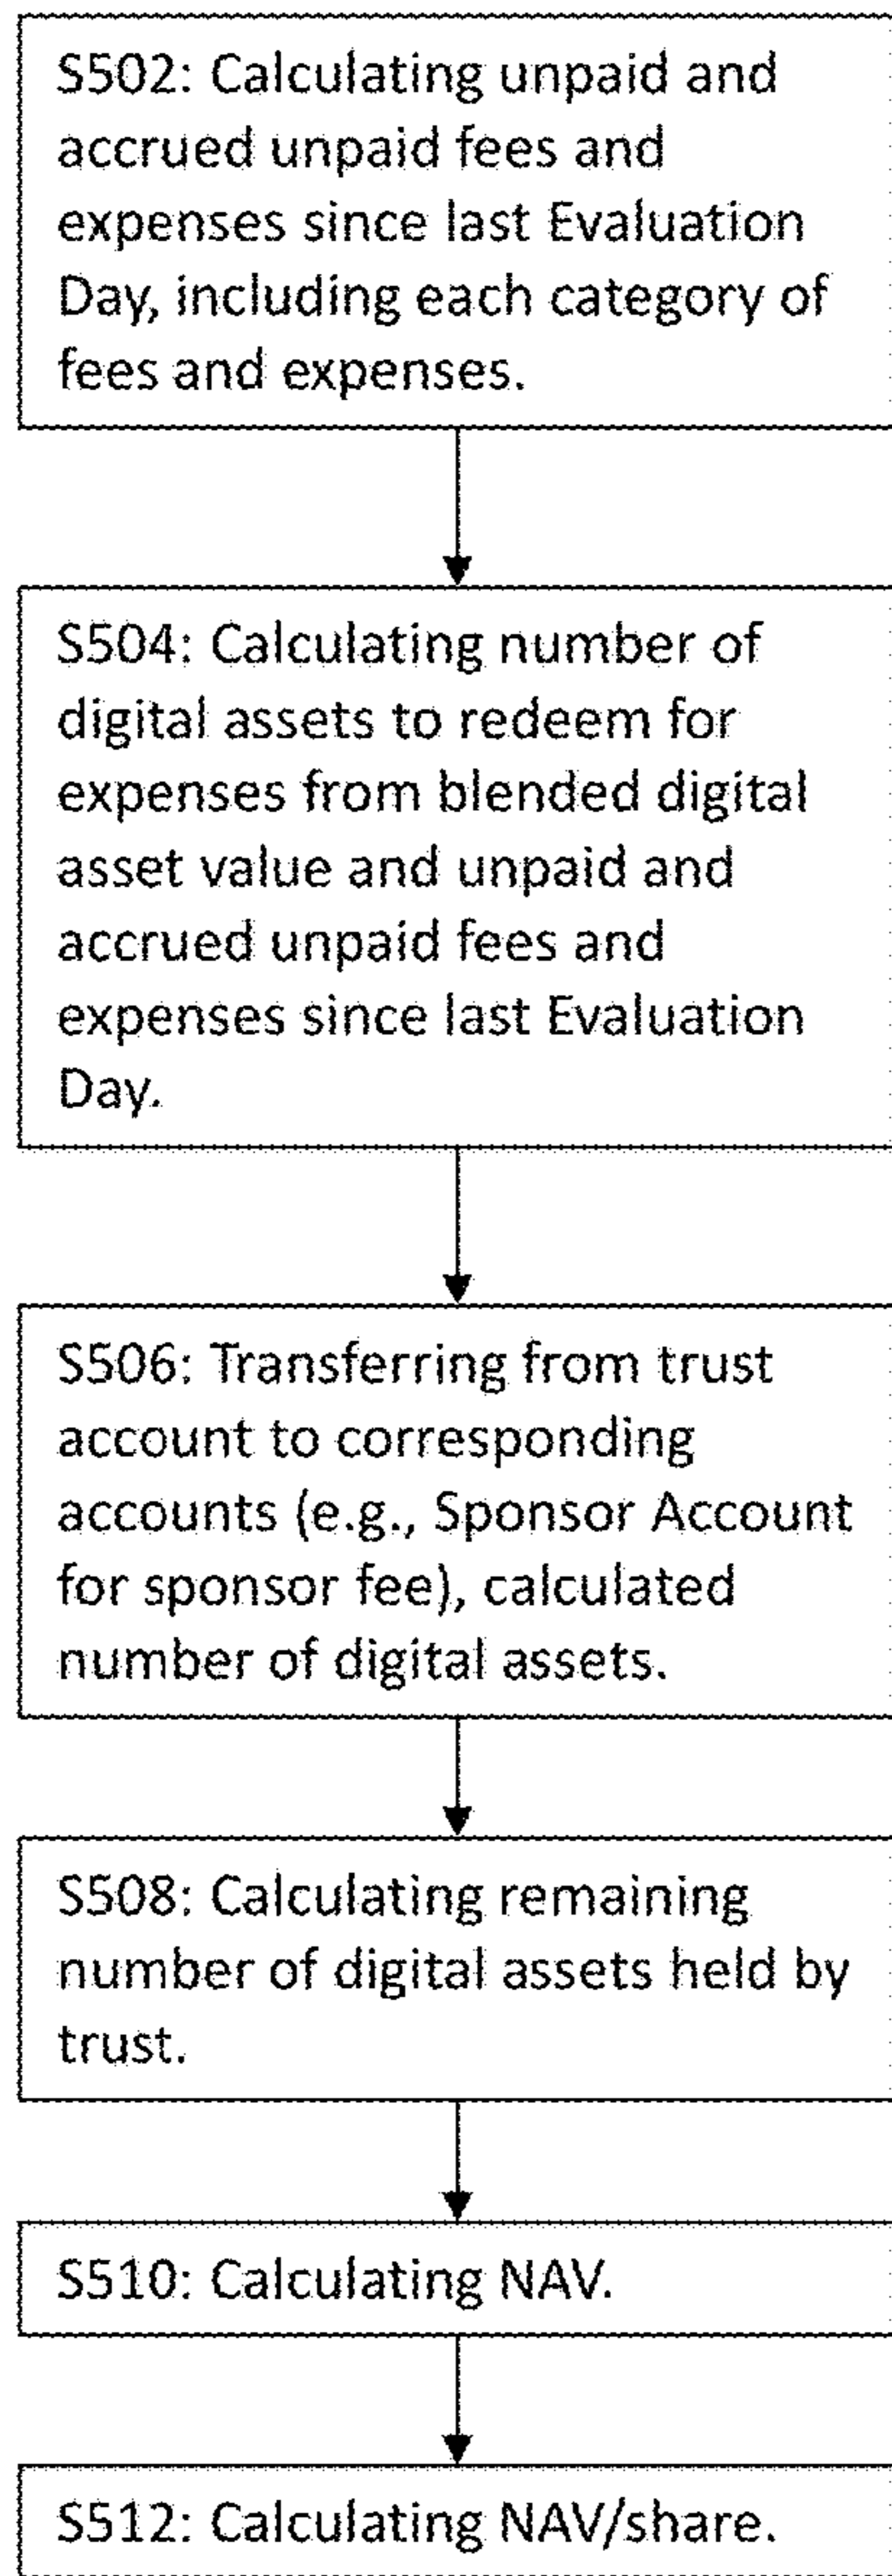 S502: Calculating unpaid and
accrued unpaid fees and
expenses since last Evaluation
Day, including each category of
fees and expenses.
S504: Calculating number of
digital assets to redeem for
expenses from blended digital
asset value and unpaid and
accrued unpaid fees and
expenses since last Evaluation
Day.
S506: Transferring from trust
account to corresponding
accounts (e.g., Sponsor Account
for sponsor fee), calculated
number of digital assets.
S508: Calculating remaining
number of digital assets held by
trust.
S510: Calculating NAV.
S512: Calculating NAV/share.